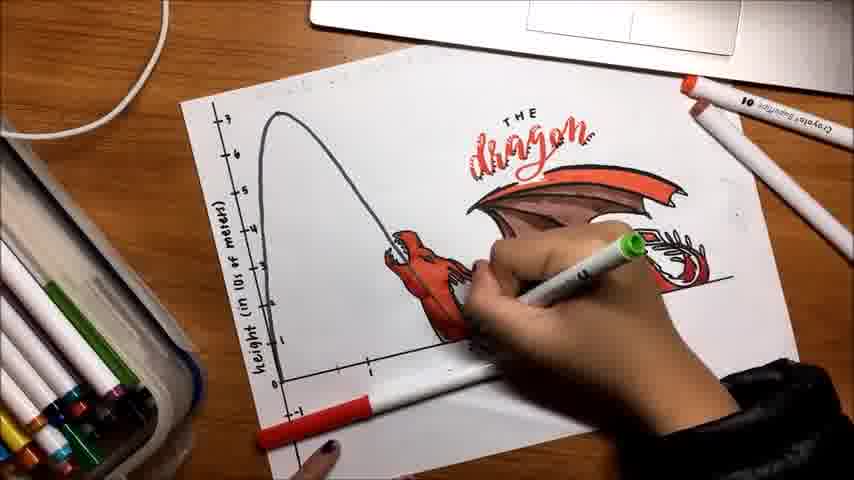 THE
dragon
height (in 10s of meters)
7
6
5
4
3
2
1
0
-1
1
Crayola SuperTips 01